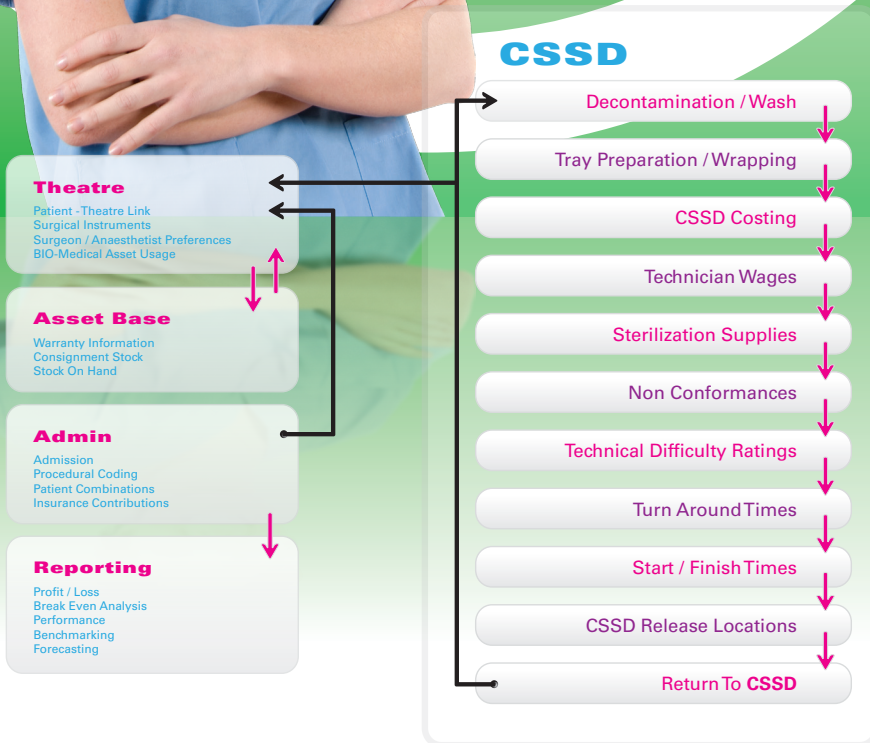 Theatre
Patient - Theatre Link
Surgical Instruments
Surgeon / Anaesthetist Preferences
BIO-Medical Asset Usage
Asset Base
Warranty Information
Consignment Stock
Stock On Hand
Admin
Admission
Procedural Coding
Patient Combinations
Insurance Contributions
Reporting
Profit / Loss
Break Even Analysis
Performance
Benchmarking
Forecasting
CSSD
Decontamination / Wash
Tray Preparation / Wrapping
CSSD Costing
Technician Wages
Sterilization Supplies
Non Conformances
Technical Difficulty Ratings
Turn Around Times
Start / Finish Times
CSSD Release Locations
Return To CSSD